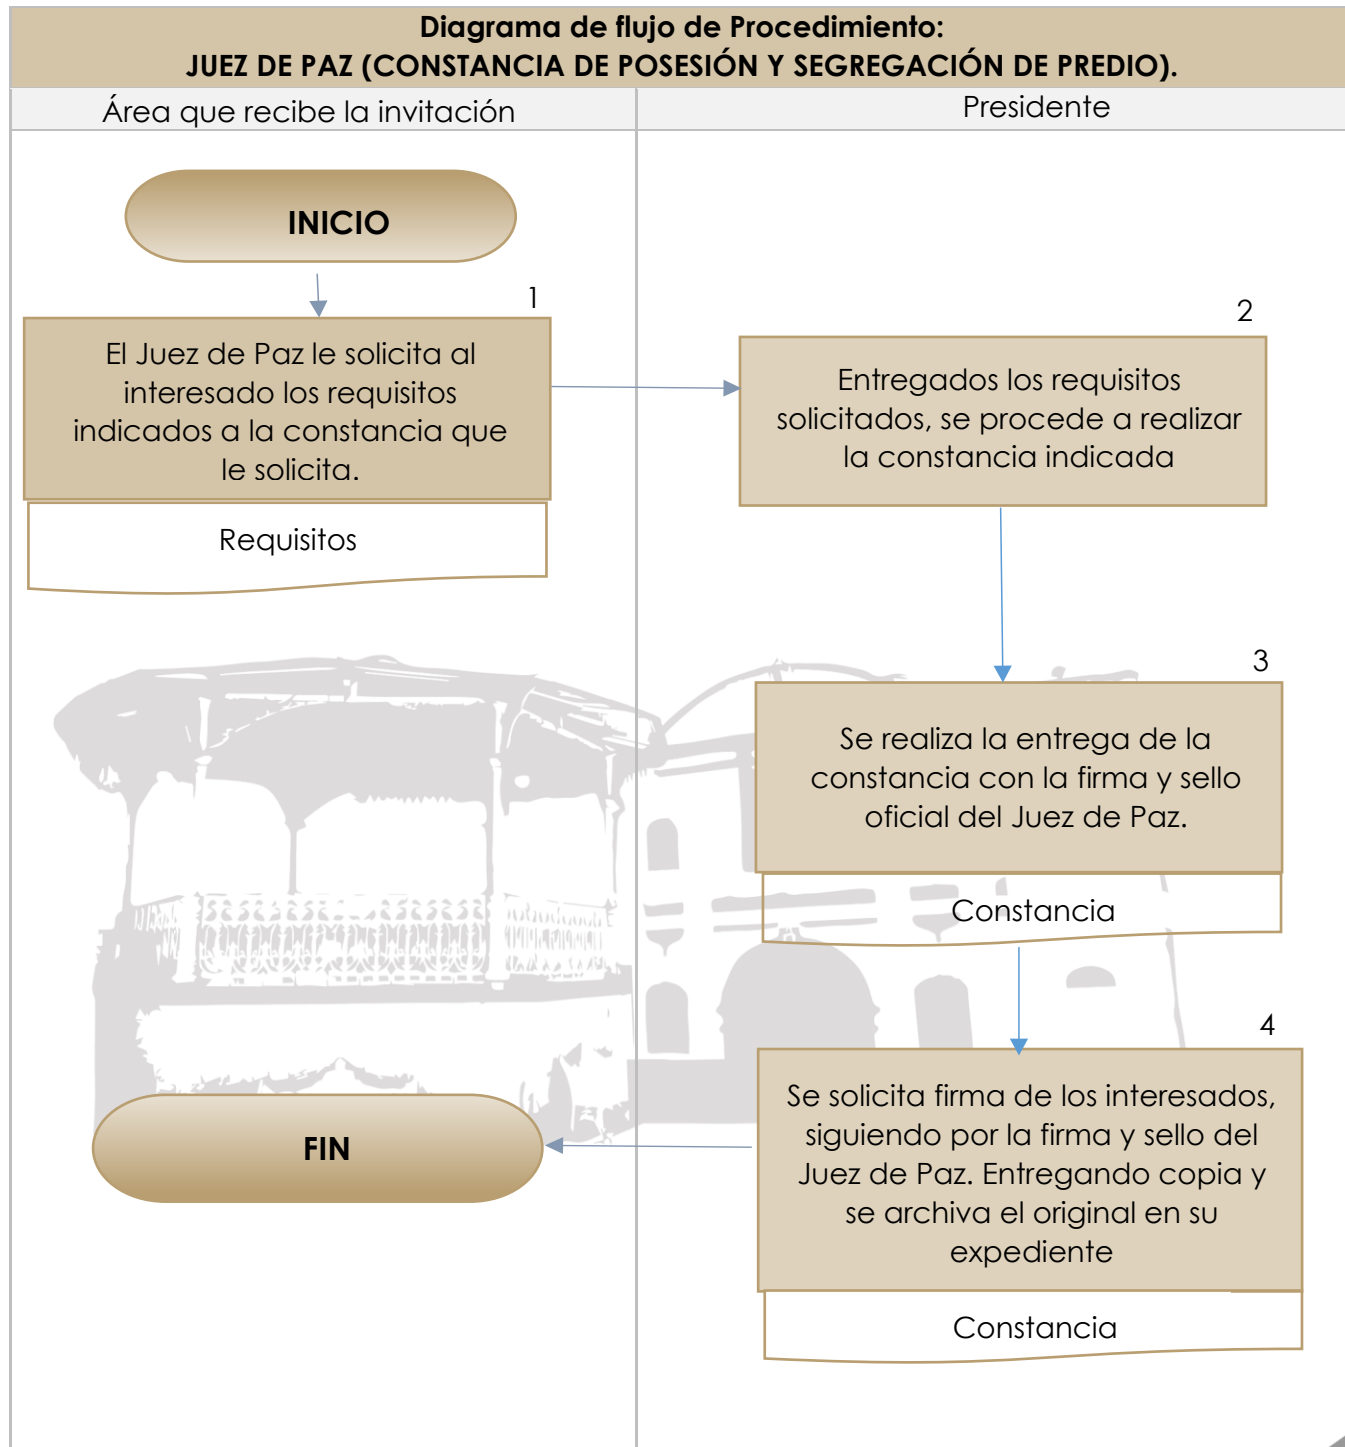 Diagrama de flujo de Procedimiento:
JUEZ DE PAZ (CONSTANCIA DE POSESIÓN Y SEGREGACIÓN DE PREDIO).
Área que recibe la invitación
Presidente
INICIO
1
El Juez de Paz le solicita al
interesado los requisitos
indicados a la constancia que
le solicita.
Requisitos
2
Entregados los requisitos
solicitados, se procede a realizar
la constancia indicada
3
Se realiza la entrega de la
constancia con la firma y sello
oficial del Juez de Paz.
Constancia
4
Se solicita firma de los interesados,
siguiendo por la firma y sello del
Juez de Paz. Entregando copia y
se archiva el original en su
expediente
Constancia
FIN